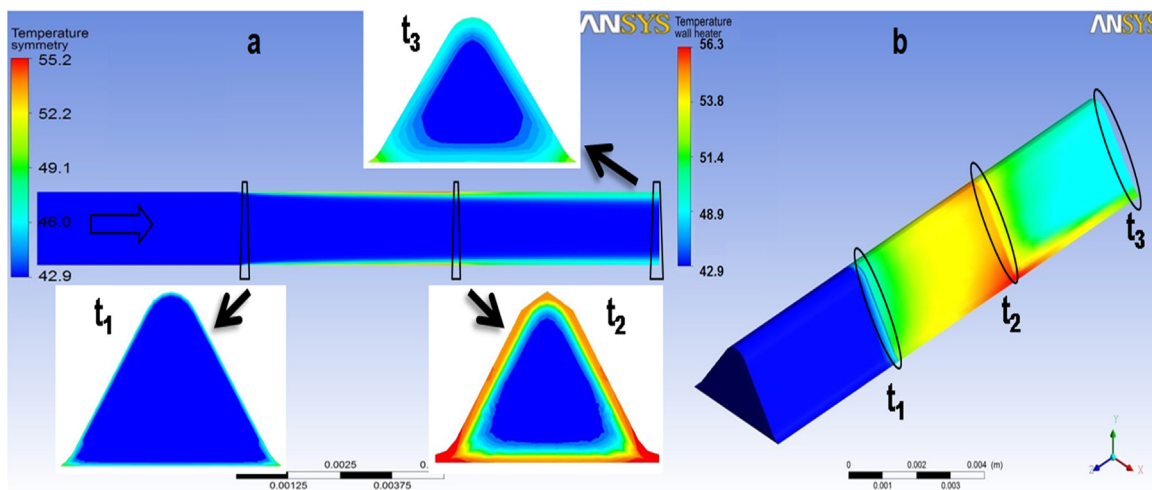 Temperature
symmetry
55.2
52.2
49.1
46.0
42.9
a
t3
ANSYS
t1
t2
0.0025
0.00125
0.00375
Temperature
wall heater
56.3
53.8
51.4
48.9
42.9
b
ANSYS
t1
t2
t3
0
0.002
0.004
(m)
0.001
0.003
Y
Z
X